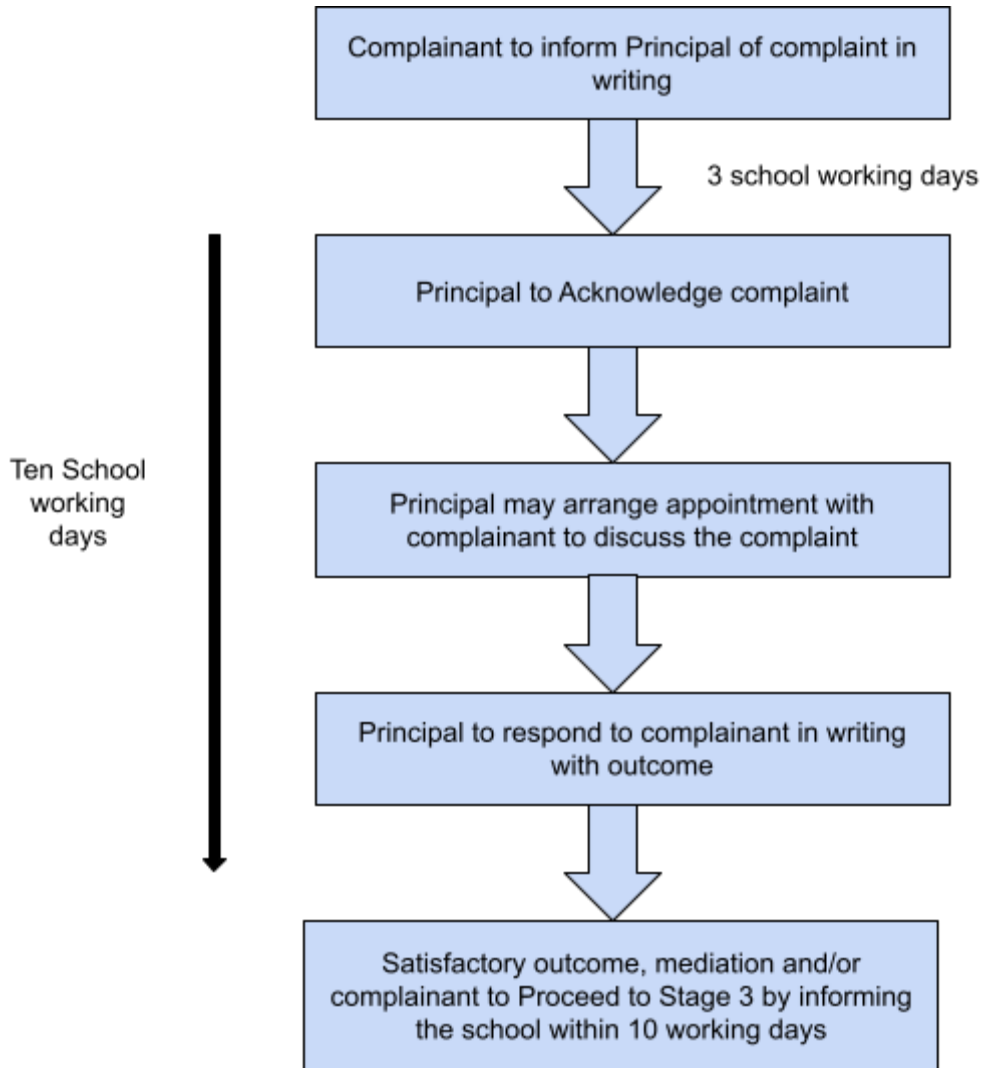 Complainant to inform Principal of complaint in
writing
3 school working days
Principal to Acknowledge complaint
Ten School
working
days
Principal may arrange appointment with
complainant to discuss the complaint
Principal to respond to complainant in writing
with outcome
Satisfactory outcome, mediation and/or
complainant to Proceed to Stage 3 by informing
the school within 10 working days